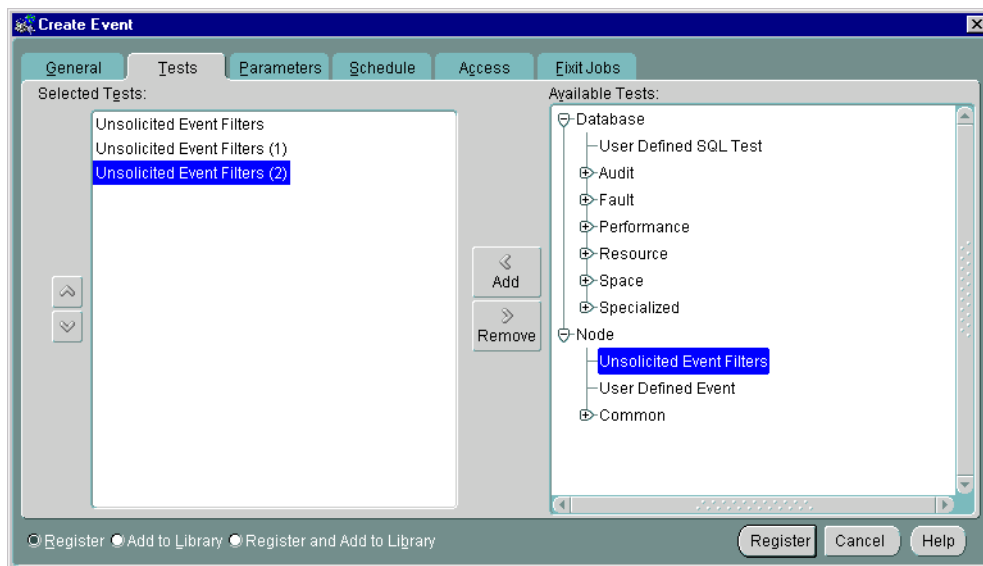 Create Event
General Tests Parameters Schedule Access Fixit Jobs
Selected Tests:
Unsolicited Event Filters
Unsolicited Event Filters (1)
Unsolicited Event Filters (2)
Add
Remove
Available Tests:
Database
User Defined SQL Test
Audit
Fault
Performance
Resource
Space
Specialized
Node
Unsolicited Event Filters
User Defined Event
Common
Register Add to Library Register and Add to Library
Register Cancel Help